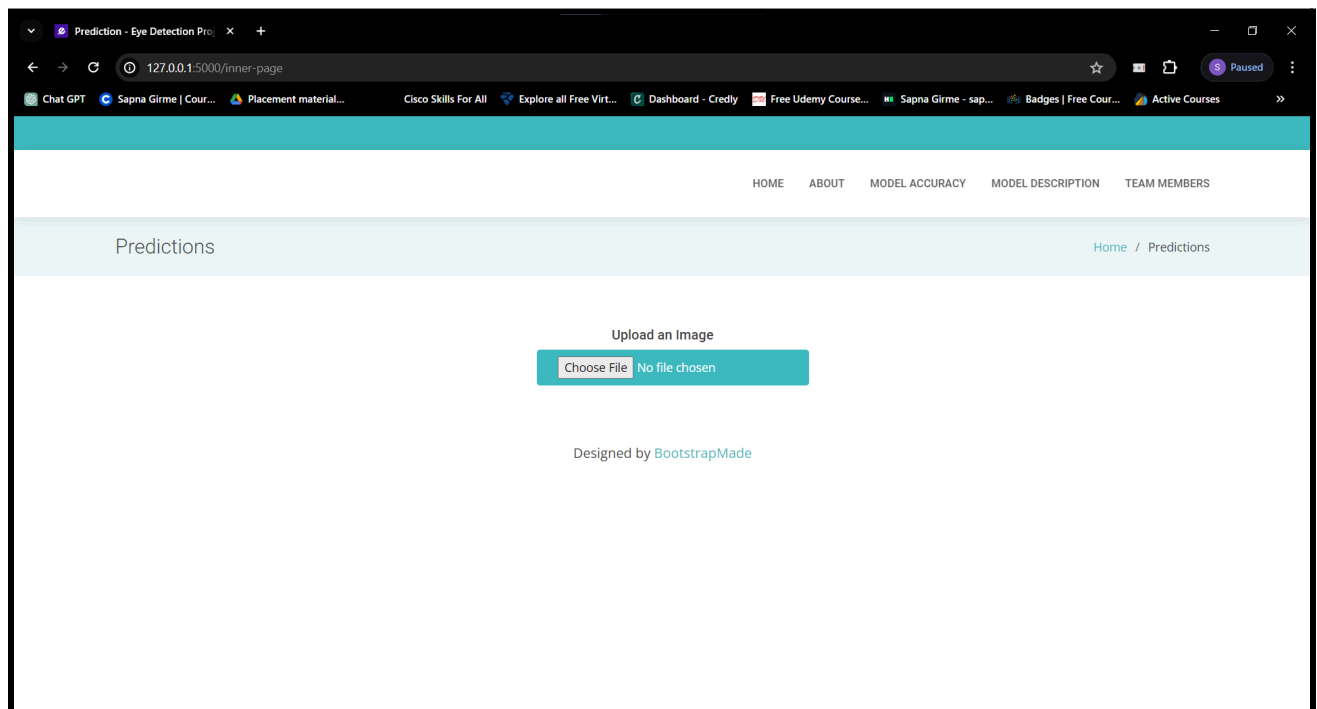 Prediction - Eye Detection Proj
127.0.0.1:5000/inner-page
Paused
Chat GPT Sapna Girme | Cour... Placement material... Cisco Skills For All Explore all Free Virt... Dashboard - Credly Free Udemy Course... Sapna Girme - sap... Badges | Free Cour... Active Courses
HOME ABOUT MODEL ACCURACY MODEL DESCRIPTION TEAM MEMBERS
Predictions
Home / Predictions
Upload an Image
Choose File No file chosen
Designed by BootstrapMade